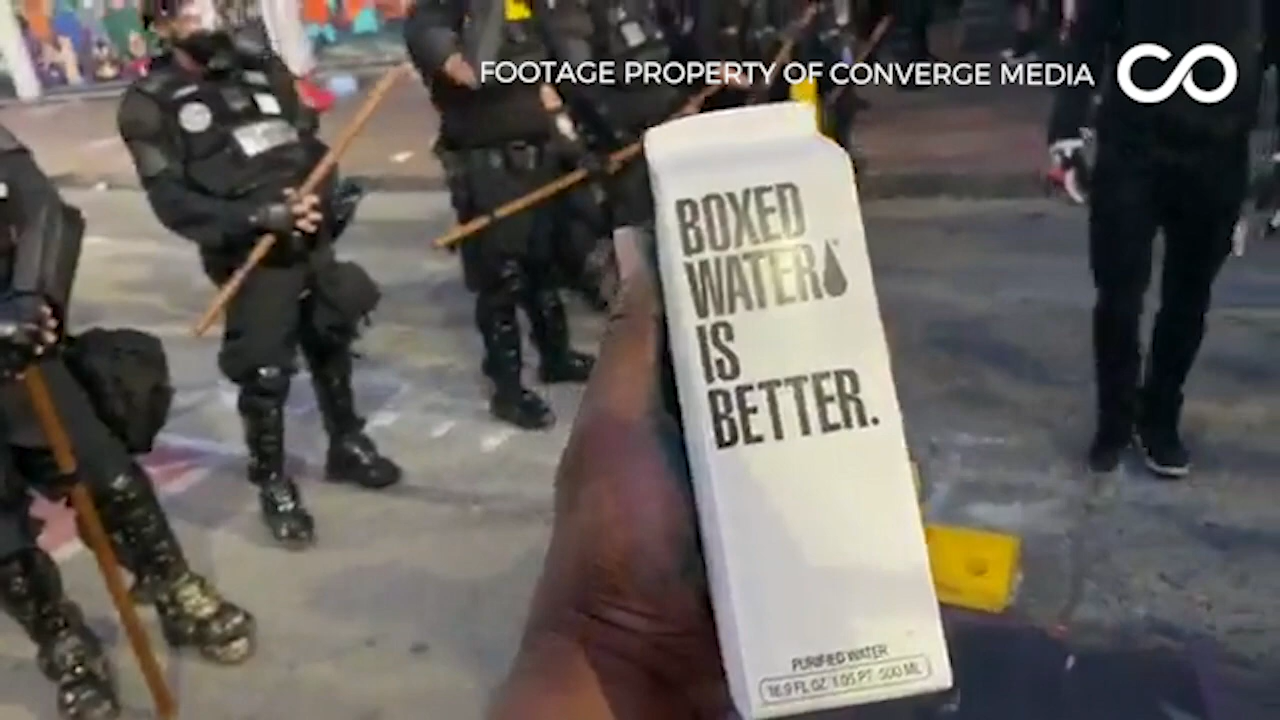 FOOTAGE PROPERTY OF CONVERGE MEDIA
BOXED
WATER
IS
BETTER.
PURIFIED WATER
16.9 FL OZ/1.05 PT 500 ML